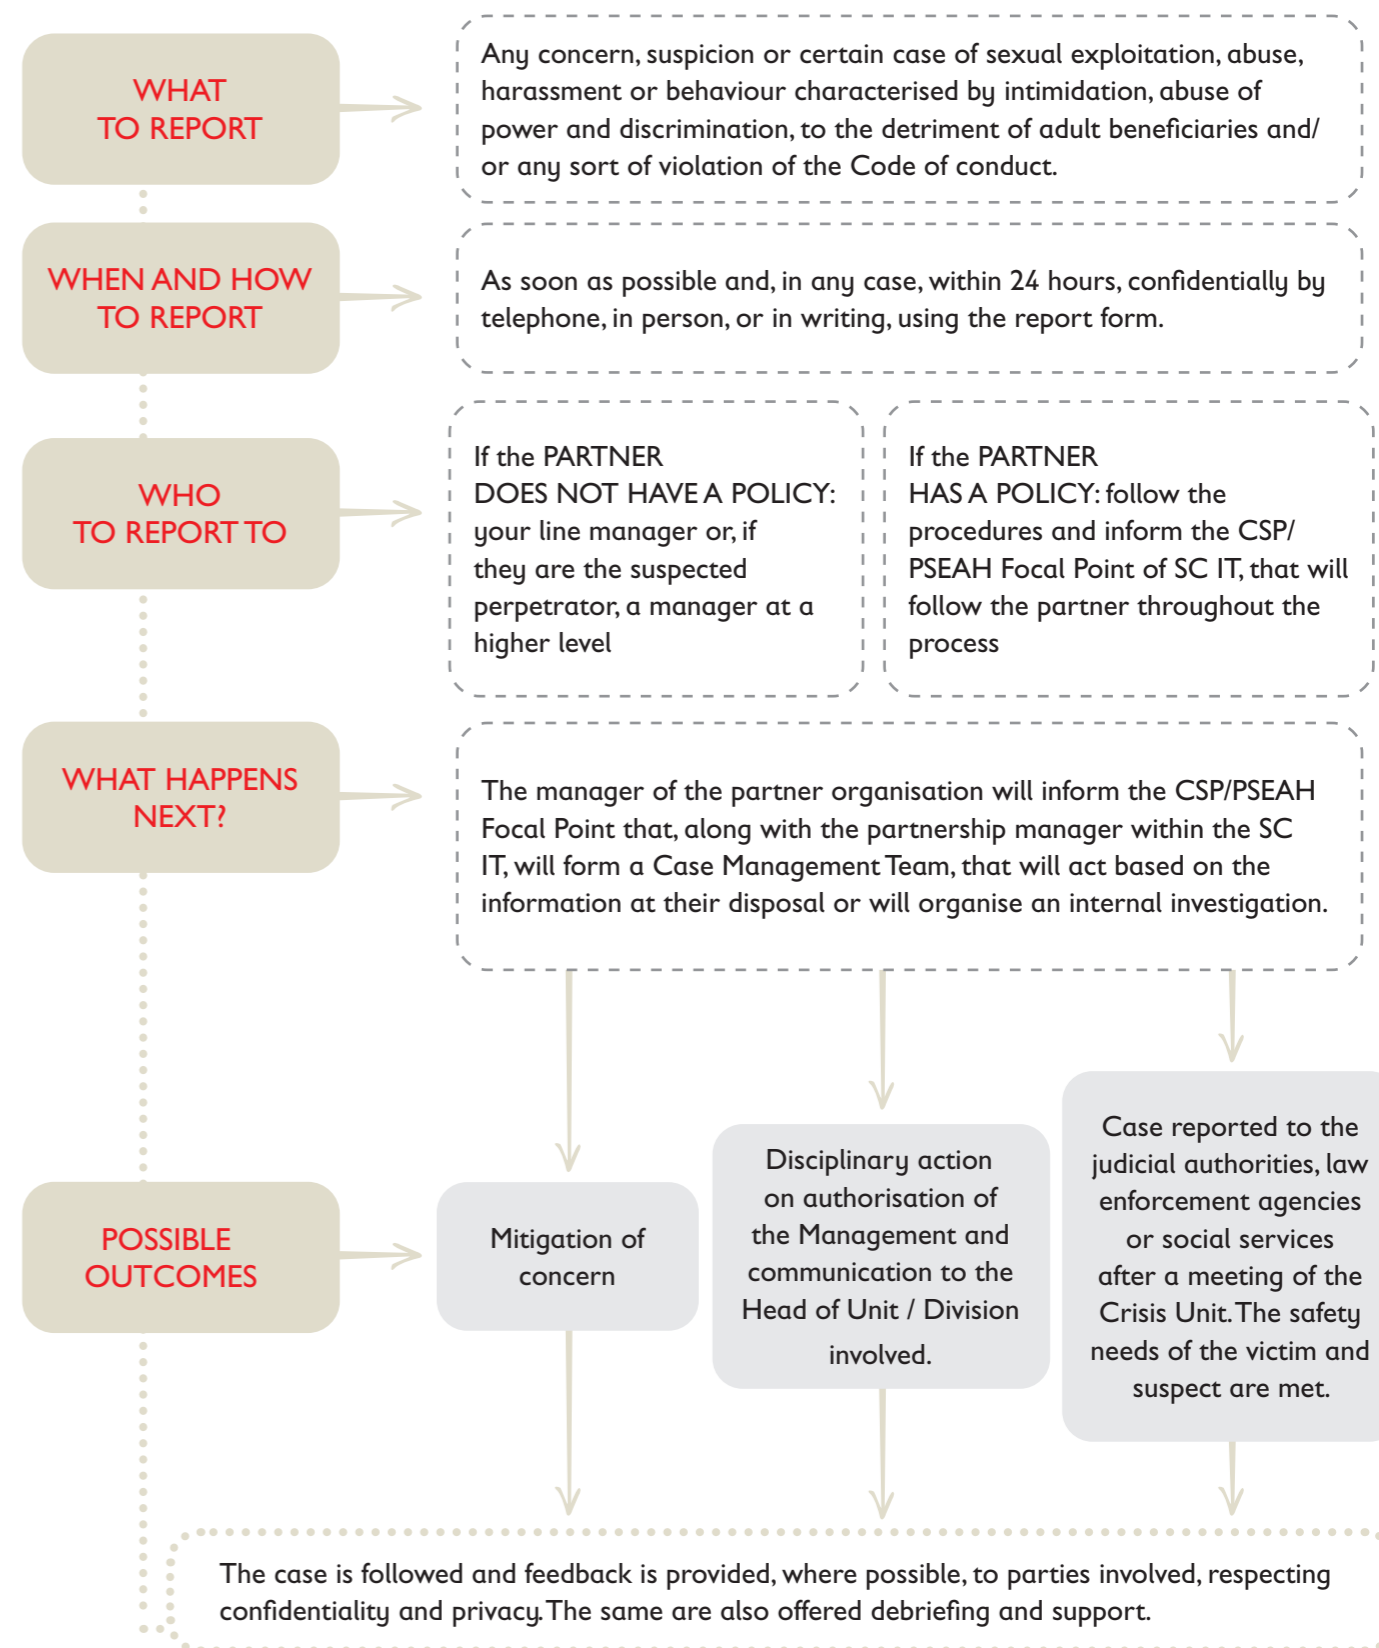 WHAT
TO REPORT
Any concern, suspicion or certain case of sexual exploitation, abuse,
harassment or behaviour characterised by intimidation, abuse of
power and discrimination, to the detriment of adult beneficiaries and/
or any sort of violation of the Code of conduct.
WHEN AND HOW
TO REPORT
As soon as possible and, in any case, within 24 hours, confidentially by
telephone, in person, or in writing, using the report form.
WHO
TO REPORT TO
If the PARTNER
DOES NOT HAVE A POLICY:
your line manager or, if
they are the suspected
perpetrator, a manager at a
higher level
If the PARTNER
HAS A POLICY: follow the
procedures and inform the CSP/
PSEAH Focal Point of SC IT, that will
follow the partner throughout the
process
WHAT HAPPENS
NEXT?
The manager of the partner organisation will inform the CSP/PSEAH
Focal Point that, along with the partnership manager within the SC
IT, will form a Case Management Team, that will act based on the
information at their disposal or will organise an internal investigation.
POSSIBLE
OUTCOMES
Mitigation of
concern
Disciplinary action
on authorisation of
the Management and
communication to the
Head of Unit / Division
involved.
Case reported to the
judicial authorities, law
enforcement agencies
or social services
after a meeting of the
Crisis Unit. The safety
needs of the victim and
suspect are met.
The case is followed and feedback is provided, where possible, to parties involved, respecting
confidentiality and privacy. The same are also offered debriefing and support.